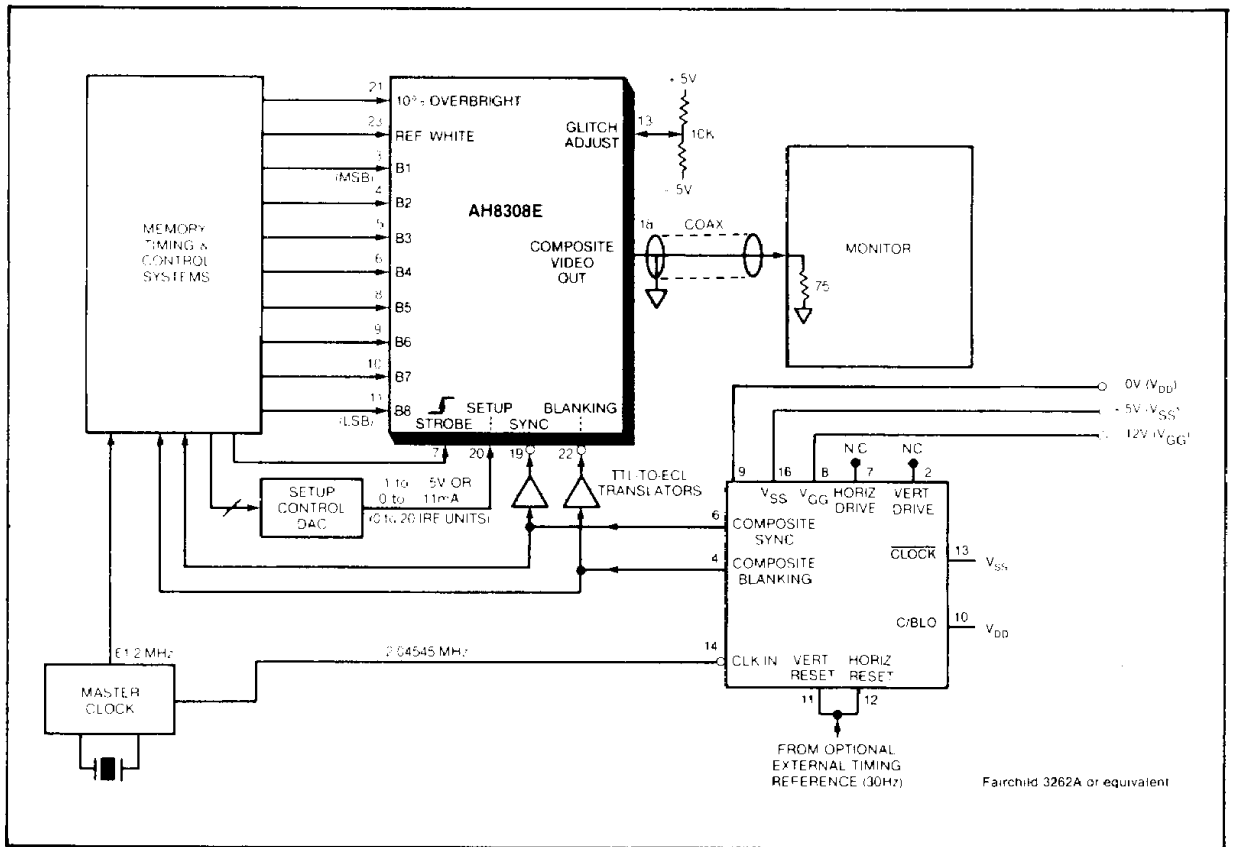 MEMORY
TIMING &
CONTROL
SYSTEMS
21
10% OVERBRIGHT
23
REF WHITE
3
B1
(MSB)
4
B2
5
B3
6
B4
8
B5
9
B6
10
B7
11
B8
(LSB)
AH8308E
GLITCH
ADJUST
13
+ 5V
10K
- 5V
COMPOSITE
VIDEO
OUT
18
COAX
MONITOR
75
STROBE
SETUP
SYNC
BLANKING
7
20
19
22
TTL-TO-ECL
TRANSLATORS
SETUP
CONTROL
DAC
1 to 5V OR
0 to 11mA
(0 to 20 IRE UNITS)
0V (VDD)
5V (VSS)
12V (VGG)
9
16
8
7
2
NC
NC
VSS
VGG
HORIZ
DRIVE
VERT
DRIVE
6
COMPOSITE
SYNC
4
COMPOSITE
BLANKING
CLOCK
13
VSS
C/BLO
10
VDD
14
CLK IN
VERT
RESET
HORIZ
RESET
11
12
FROM OPTIONAL
EXTERNAL TIMING
REFERENCE (30Hz)
Fairchild 3262A or equivalent
61.2 MHz
2.04545 MHz
MASTER
CLOCK